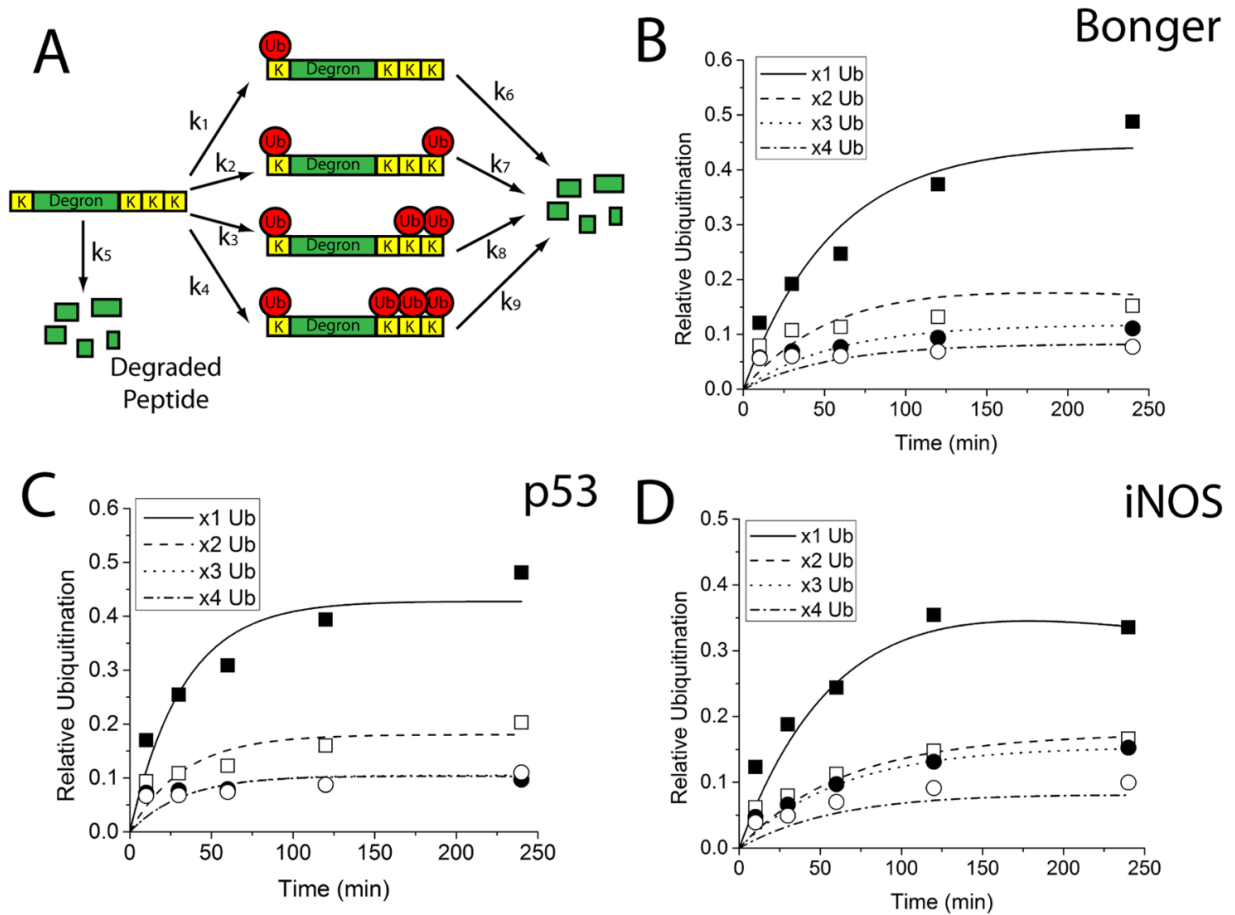 A
Ub
K Degron K K K
k1
k6
Ub Ub
K Degron K K K
k2
k7
K Degron K K K
Ub Ub Ub
K Degron K K K
k3
k8
k5
k4
Ub Ub Ub Ub
K Degron K K K
k9
Degraded
Peptide
B
Bonger
x1 Ub
x2 Ub
x3 Ub
x4 Ub
0.6
0.5
0.4
0.3
0.2
0.1
0.0
Relative Ubiquitination
0 50 100 150 200 250
Time (min)
C
p53
x1 Ub
x2 Ub
x3 Ub
x4 Ub
0.6
0.5
0.4
0.3
0.2
0.1
0.0
Relative Ubiquitination
0 50 100 150 200 250
Time (min)
D
iNOS
x1 Ub
x2 Ub
x3 Ub
x4 Ub
0.5
0.4
0.3
0.2
0.1
0.0
Relative Ubiquitination
0 50 100 150 200 250
Time (min)